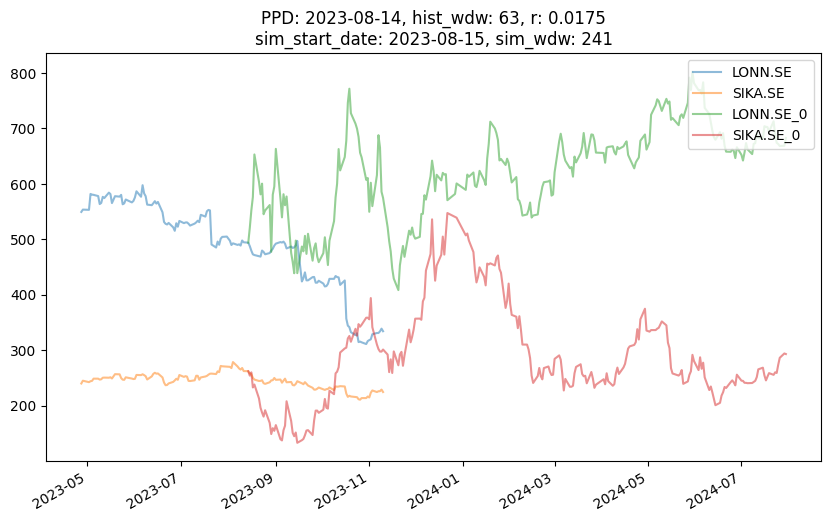 PPD: 2023-08-14, hist_wdw: 63, r: 0.0175
sim_start_date: 2023-08-15, sim_wdw: 241
LONN.SE
SIKA.SE
LONN.SE_0
SIKA.SE_0
800
700
600
500
400
300
200
2023-05
2023-07
2023-09
2023-11
2024-01
2024-03
2024-05
2024-07